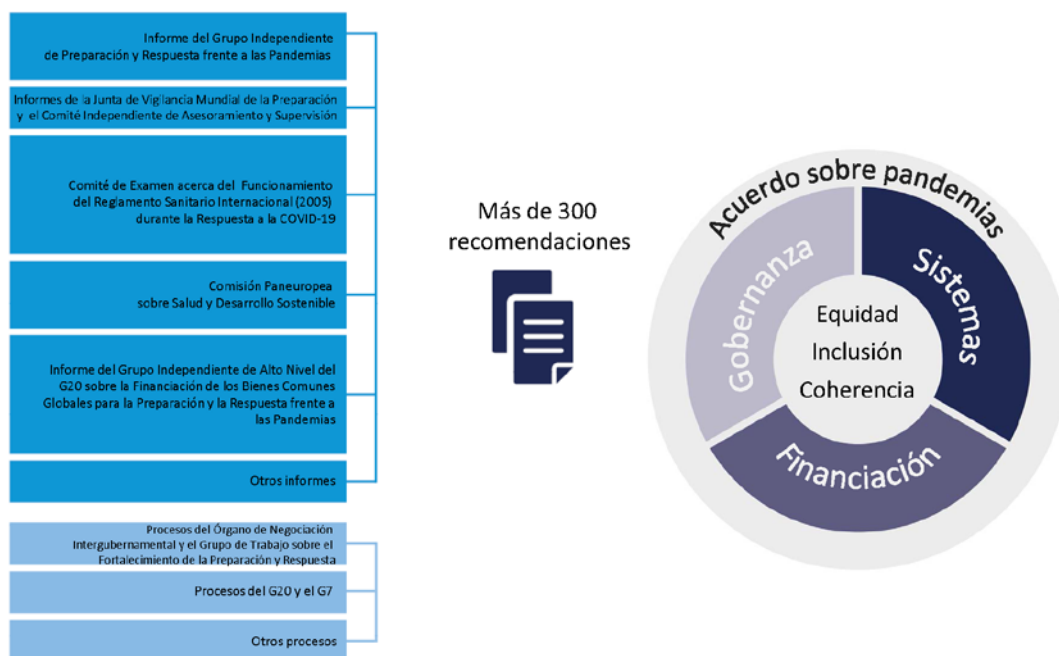 Informe del Grupo Independiente
de Preparación y Respuesta frente a las Pandemias
Informes de la Junta de Vigilancia Mundial de la Preparación
y el Comité Independiente de Asesoramiento y Supervisión
Comité de Examen acerca del Funcionamiento
del Reglamento Sanitario Internacional (2005)
durante la Respuesta a la COVID-19
Comisión Paneuropea
sobre Salud y Desarrollo Sostenible
Informe del Grupo Independiente de Alto Nivel del
G20 sobre la Financiación de los Bienes Comunes
Globales para la Preparación y la Respuesta frente a
las Pandemias
Otros informes
Procesos del Órgano de Negociación
Intergubernamental y el Grupo de Trabajo sobre el
Fortalecimiento de la Preparación y Respuesta
Procesos del G20 y el G7
Otros procesos
Más de 300
recomendaciones
Acuerdo sobre pandemias
Gobernanza
Sistemas
Financiación
Equidad
Inclusión
Coherencia